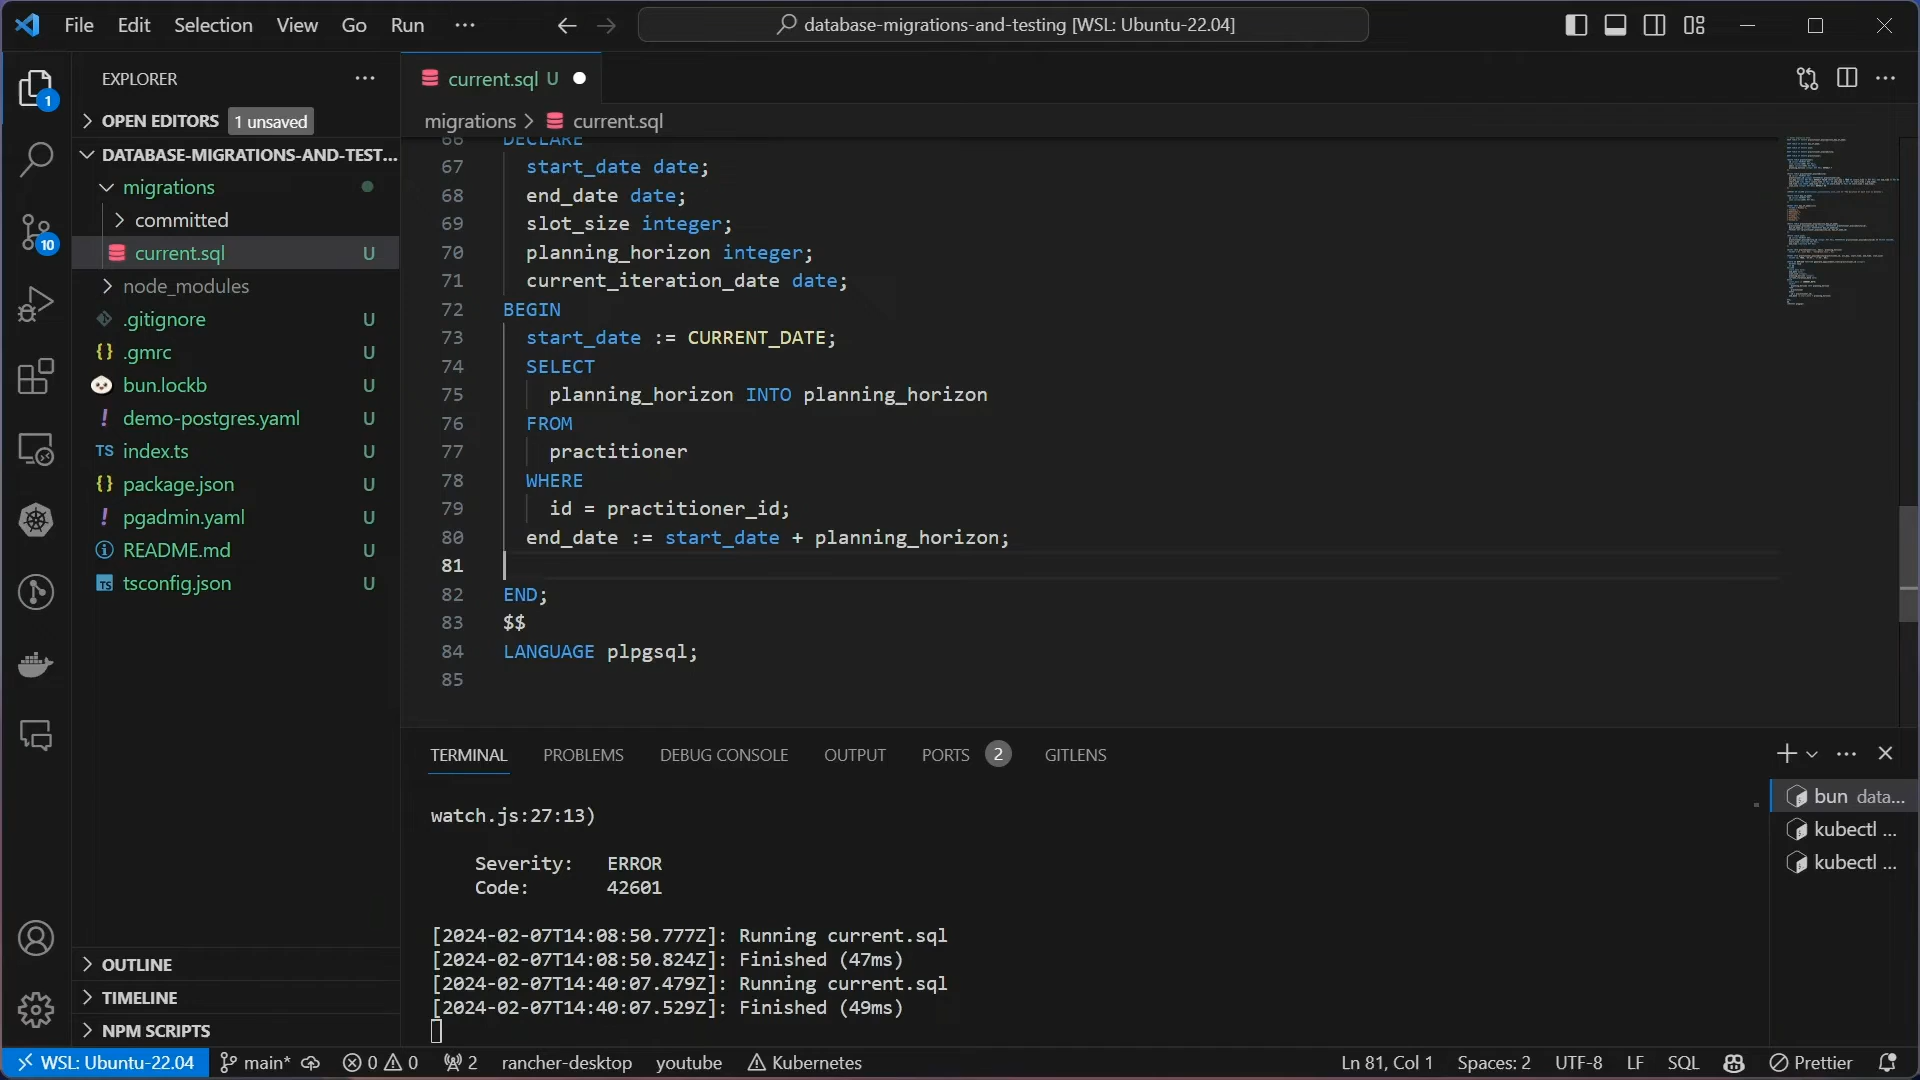 File Edit Selection View Go Run ···
database-migrations-and-testing [WSL: Ubuntu-22.04]
EXPLORER
OPEN EDITORS 1 unsaved
DATABASE-MIGRATIONS-AND-TEST...
migrations
committed
current.sql U
node_modules
.gitignore U
{} .gmrc U
bun.lockb U
! demo-postgres.yaml U
TS index.ts U
{} package.json U
! pgadmin.yaml U
README.md U
TS tsconfig.json U
OUTLINE
TIMELINE
NPM SCRIPTS
1
10
current.sql U
migrations > current.sql
66 DECLARE
67 start_date date;
68 end_date date;
69 slot_size integer;
70 planning_horizon integer;
71 current_iteration_date date;
72 BEGIN
73 start_date := CURRENT_DATE;
74 SELECT
75 planning_horizon INTO planning_horizon
76 FROM
77 practitioner
78 WHERE
79 id = practitioner_id;
80 end_date := start_date + planning_horizon;
81
82 END;
83 $$
84 LANGUAGE plpgsql;
85
TERMINAL PROBLEMS DEBUG CONSOLE OUTPUT PORTS 2 GITLENS
watch.js:27:13)
Severity: ERROR
Code: 42601
[2024-02-07T14:08:50.777Z]: Running current.sql
[2024-02-07T14:08:50.824Z]: Finished (47ms)
[2024-02-07T14:40:07.479Z]: Running current.sql
[2024-02-07T14:40:07.529Z]: Finished (49ms)
bun data...
kubectl ...
kubectl ...
WSL: Ubuntu-22.04 main* 0 0 2 rancher-desktop youtube Kubernetes Ln 81, Col 1 Spaces: 2 UTF-8 LF SQL Prettier